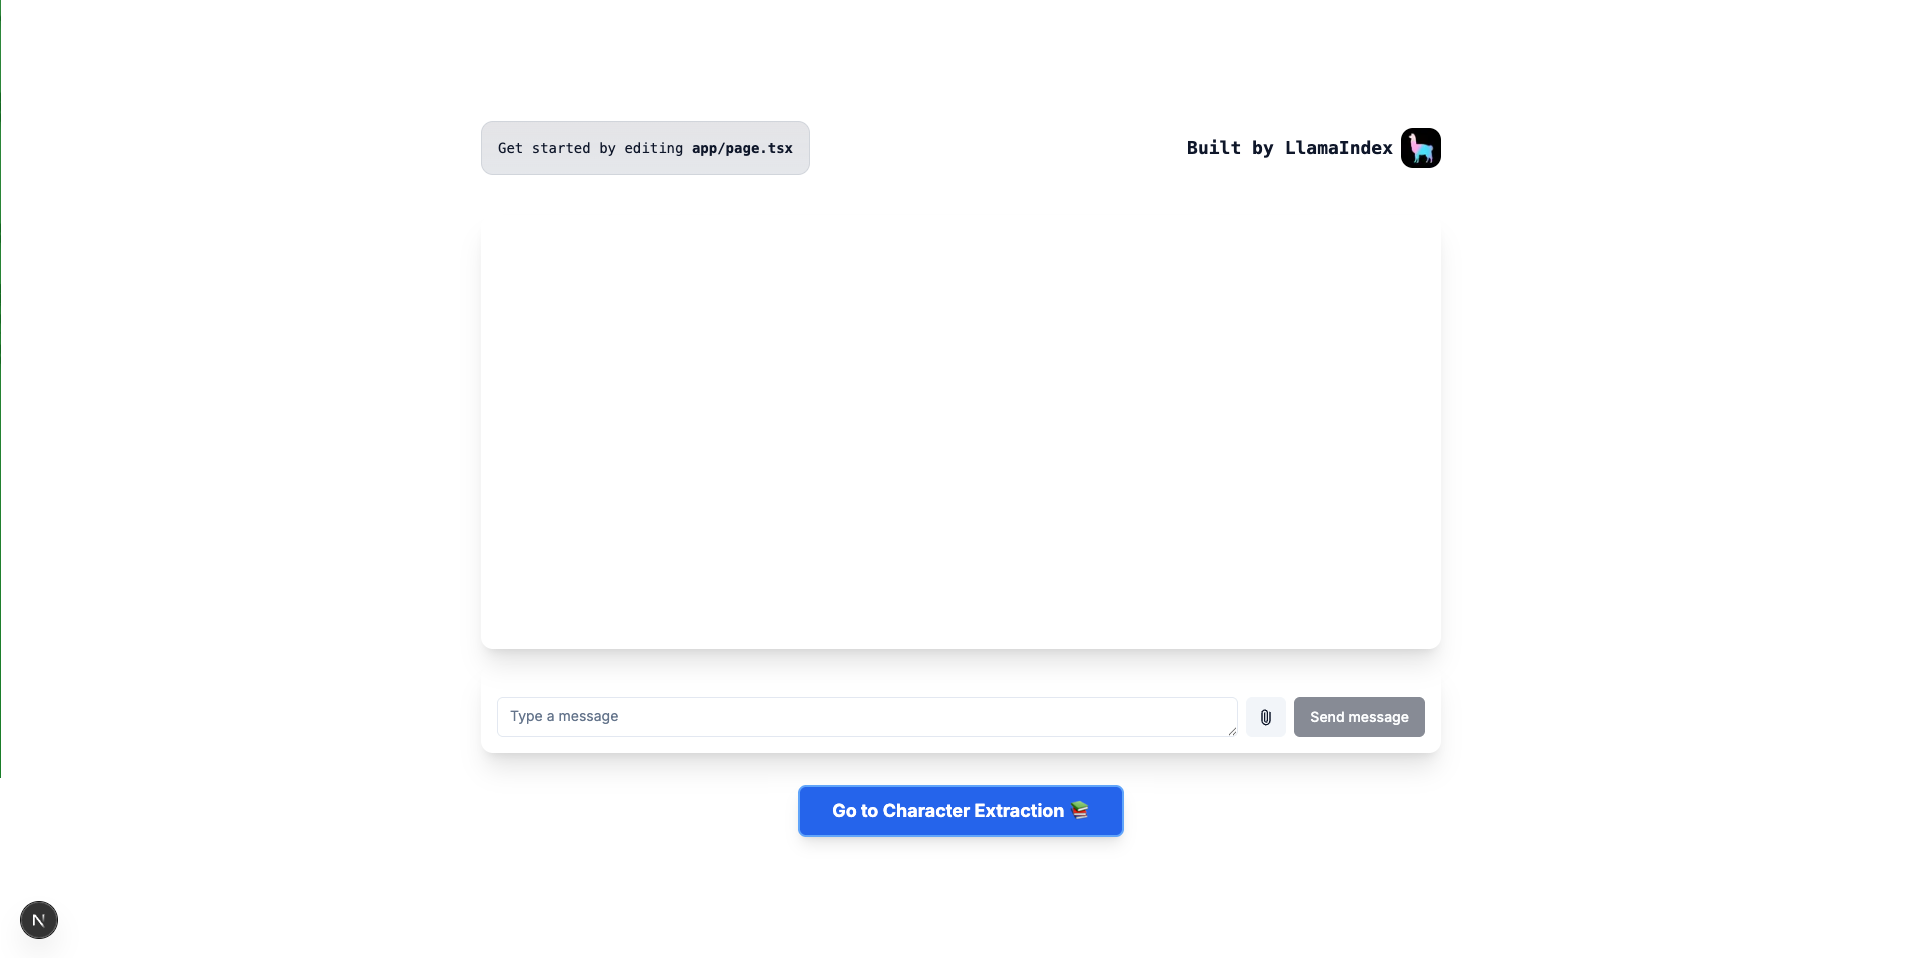 Get started by editing app/page.tsx
Built by LlamaIndex
Type a message
Send message
Go to Character Extraction 📚
N